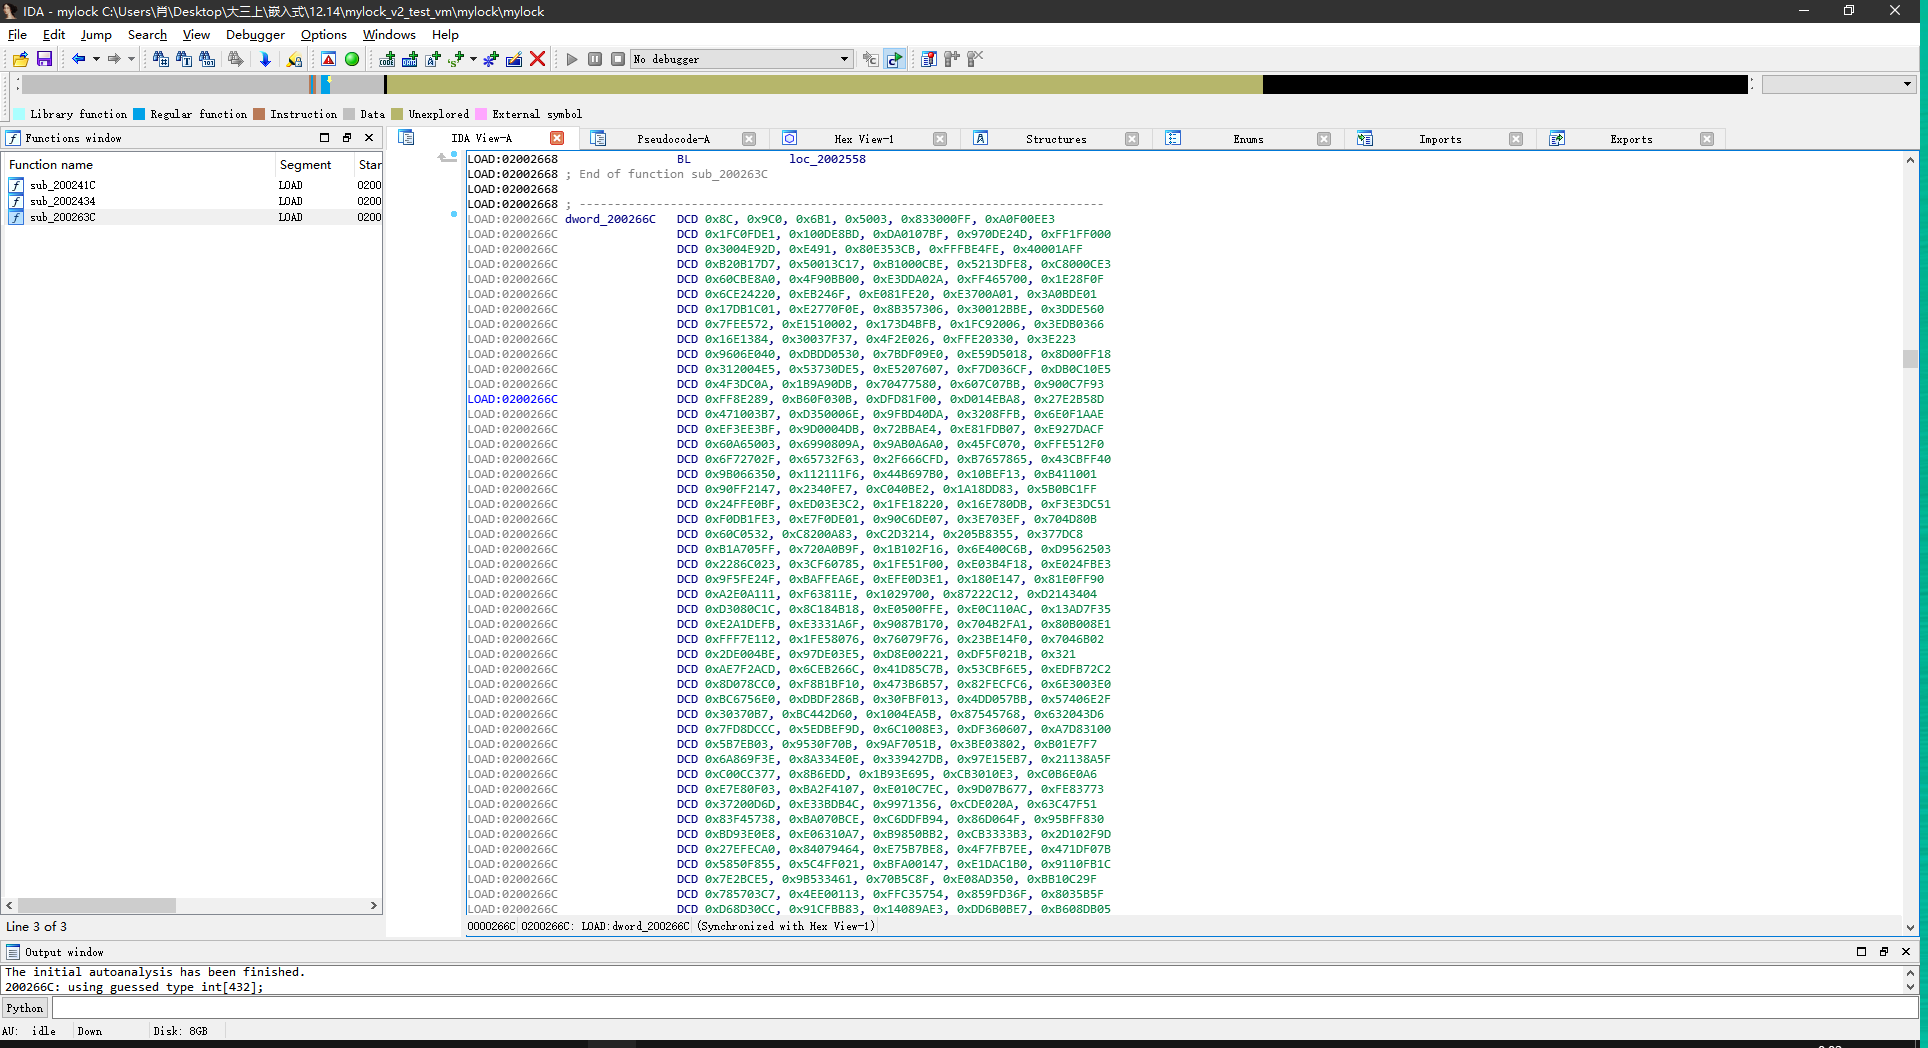 IDA - mylock C:\Users\肖\Desktop\大三上\嵌入式\12.14\mylock_v2_test_vm\mylock\mylock
File Edit Jump Search View Debugger Options Windows Help
No debugger
Library function Regular function Instruction Data Unexplored External symbol
Functions window
IDA View-A Pseudocode-A Hex View-1 Structures Enums Imports Exports
Function name Segment Star
sub_200241C LOAD 0200
sub_2002434 LOAD 0200
sub_200263C LOAD 0200
LOAD:02002668 BL loc_2002558
LOAD:02002668 ; End of function sub_200263C
LOAD:02002668
LOAD:02002668 ; ---------------------------------------------------------------------------
LOAD:0200266C dword_200266C DCD 0x8C, 0x9C0, 0x6B1, 0x5003, 0x833000FF, 0xA0F00EE3
LOAD:0200266C DCD 0x1FC0FDE1, 0x100DE8BD, 0xDA0107BF, 0x970DE24D, 0xFF1FF000
LOAD:0200266C DCD 0x3004E92D, 0xE491, 0x80E353CB, 0xFFFBE4FE, 0x40001AFF
LOAD:0200266C DCD 0xB20B17D7, 0x50013C17, 0xB1000CBE, 0x5213DFE8, 0xC8000CE3
LOAD:0200266C DCD 0x60CBE8A0, 0x4F90BB00, 0xE3DDA02A, 0xFF465700, 0x1E28F0F
LOAD:0200266C DCD 0x6CE24220, 0xEB246F, 0xE081FE20, 0xE3700A01, 0x3A0BDE01
LOAD:0200266C DCD 0x17DB1C01, 0xE2770F0E, 0x8B357306, 0x30012BBE, 0x3DDE560
LOAD:0200266C DCD 0x7FEE572, 0xE1510002, 0x173D4BFB, 0x1FC92006, 0x3EDB0366
LOAD:0200266C DCD 0x16E1384, 0x30037F37, 0x4F2E026, 0xFFE20330, 0x3E223
LOAD:0200266C DCD 0x9606E040, 0xDBDD0530, 0x7BDF09E0, 0xE59D5018, 0x8D00FF18
LOAD:0200266C DCD 0x312004E5, 0x53730DE5, 0xE5207607, 0xF7D036CF, 0xDB0C10E5
LOAD:0200266C DCD 0x4F3DC0A, 0x1B9A90DB, 0x70477580, 0x607C07BB, 0x900C7F93
LOAD:0200266C DCD 0xFF8E289, 0xB60F030B, 0xDFD81F00, 0xD014EBA8, 0x27E2B58D
LOAD:0200266C DCD 0x471003B7, 0xD350006E, 0x9FBD40DA, 0x3208FFB, 0x6E0F1AAE
LOAD:0200266C DCD 0xEF3EE3BF, 0x9D0004DB, 0x72BBAE4, 0xE81FDB07, 0xE927DACF
LOAD:0200266C DCD 0x60A65003, 0x6990809A, 0x9AB0A6A0, 0x45FC070, 0xFFE512F0
LOAD:0200266C DCD 0x6F72702F, 0x65732F63, 0x2F666CFD, 0xB7657865, 0x43CBFF40
LOAD:0200266C DCD 0x9B066350, 0x112111F6, 0x44B697B0, 0x10BEF13, 0xB411001
LOAD:0200266C DCD 0x90FF2147, 0x2340FE7, 0xC040BE2, 0x1A18DD83, 0x5B0BC1FF
LOAD:0200266C DCD 0x24FFE0BF, 0xED03E3C2, 0x1FE18220, 0x16E780DB, 0xF3E3DC51
LOAD:0200266C DCD 0xF0DB1FE3, 0xE7F0DE01, 0x90C6DE07, 0x3E703EF, 0x704D80B
LOAD:0200266C DCD 0x60C0532, 0xC8200A83, 0xC2D3214, 0x205B8355, 0x377DC8
LOAD:0200266C DCD 0xB1A705FF, 0x720A0B9F, 0x1B102F16, 0x6E400C6B, 0xD9562503
LOAD:0200266C DCD 0x2286C023, 0x3CF60785, 0x1FE51F00, 0xE03B4F18, 0xE024FBE3
LOAD:0200266C DCD 0x9F5FE24F, 0xBAFFEA6E, 0xEFE0D3E1, 0x180E147, 0x81E0FF90
LOAD:0200266C DCD 0xA2E0A111, 0xF63811E, 0x1029700, 0x87222C12, 0xD2143404
LOAD:0200266C DCD 0xD3080C1C, 0x8C184B18, 0xE0500FFE, 0xE0C110AC, 0x13AD7F35
LOAD:0200266C DCD 0xE2A1DEFB, 0xE3331A6F, 0x9087B170, 0x704B2FA1, 0x80B008E1
LOAD:0200266C DCD 0xFFF7E112, 0x1FE58076, 0x76079F76, 0x23BE14F0, 0x7046B02
LOAD:0200266C DCD 0x2DE004BE, 0x97DE03E5, 0xD8E00221, 0xDF5F021B, 0x321
LOAD:0200266C DCD 0xAE7F2ACD, 0x6CEB266C, 0x41D85C7B, 0x53CBF6E5, 0xEDFB72C2
LOAD:0200266C DCD 0x8D078CC0, 0xF8B1BF10, 0x473B6B57, 0x82FECFC6, 0x6E3003E0
LOAD:0200266C DCD 0xBC6756E0, 0xDBDF286B, 0x30FBF013, 0x4DD057BB, 0x57406E2F
LOAD:0200266C DCD 0x30370B7, 0xBC442D60, 0x1004EA5B, 0x87545768, 0x632043D6
LOAD:0200266C DCD 0x7FD8DCCC, 0x5EDBEF9D, 0x6C1008E3, 0xDF360607, 0xA7D83100
LOAD:0200266C DCD 0x5B7EB03, 0x9530F70B, 0x9AF7051B, 0x3BE03802, 0xB01E7F7
LOAD:0200266C DCD 0x6A869F3E, 0x8A334E0E, 0x339427DB, 0x97E15EB7, 0x21138A5F
LOAD:0200266C DCD 0xC00CC377, 0x8B6EDD, 0x1B93E695, 0xCB3010E3, 0xC0B6E0A6
LOAD:0200266C DCD 0xE7E80F03, 0xBA2F4107, 0xE010C7EC, 0x9D07B677, 0xFE83773
LOAD:0200266C DCD 0x37200D6D, 0xE33BDB4C, 0x9971356, 0xCDE020A, 0x63C47F51
LOAD:0200266C DCD 0x83F45738, 0xBA070BCE, 0xC6DDFB94, 0x86D064F, 0x95BFF830
LOAD:0200266C DCD 0xBD93E0E8, 0xE06310A7, 0xB9850BB2, 0xCB3333B3, 0x2D102F9D
LOAD:0200266C DCD 0x27EFECA0, 0x84079464, 0xE75B7BE8, 0x4F7FB7EE, 0x471DF07B
LOAD:0200266C DCD 0x5850F855, 0x5C4FF021, 0xBFA00147, 0xE1DAC1B0, 0x9110FB1C
LOAD:0200266C DCD 0x7E2BCE5, 0x9B533461, 0x70B5C8F, 0xE08AD350, 0xBB10C29F
LOAD:0200266C DCD 0x785703C7, 0x4EE00113, 0xFFC35754, 0x859FD36F, 0x8035B5F
LOAD:0200266C DCD 0xD68D30CC, 0x91CFBB83, 0x14089AE3, 0xDD6B0BE7, 0xB608DB05
Line 3 of 3
0000266C 0200266C: LOAD:dword_200266C (Synchronized with Hex View-1)
Output window
The initial autoanalysis has been finished.
200266C: using guessed type int[432];
Python
AU: idle Down Disk: 8GB